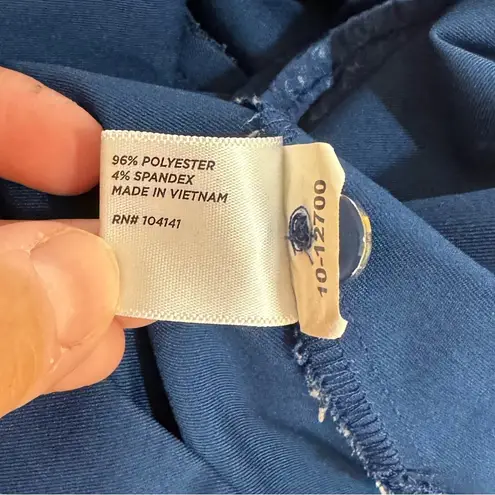 96% POLYESTER
4% SPANDEX
MADE IN VIETNAM
RN# 104141
10-12700